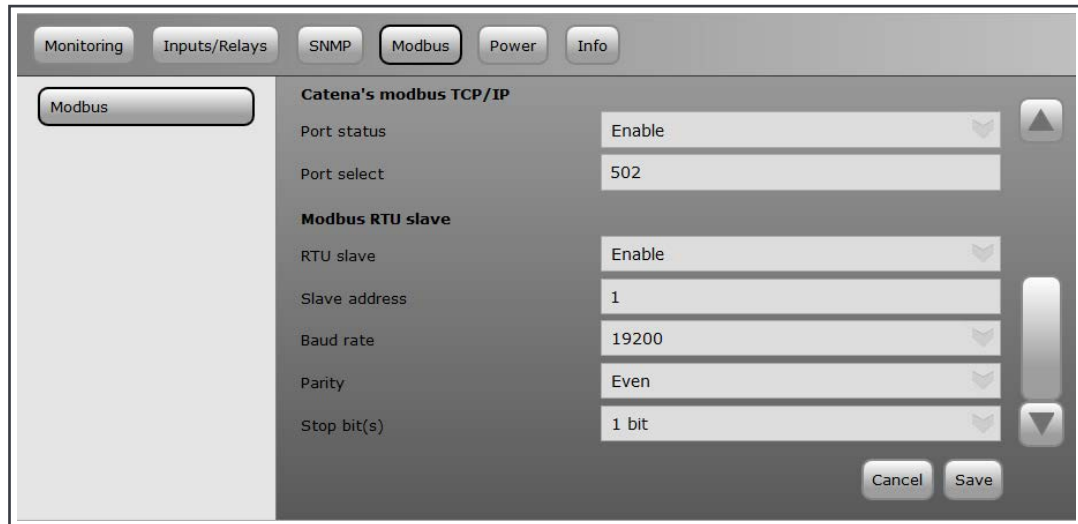 Monitoring Inputs/Relays SNMP Modbus Power Info
Modbus
Catena's modbus TCP/IP
Port status Enable
Port select 502
Modbus RTU slave
RTU slave Enable
Slave address 1
Baud rate 19200
Parity Even
Stop bit(s) 1 bit
Cancel Save